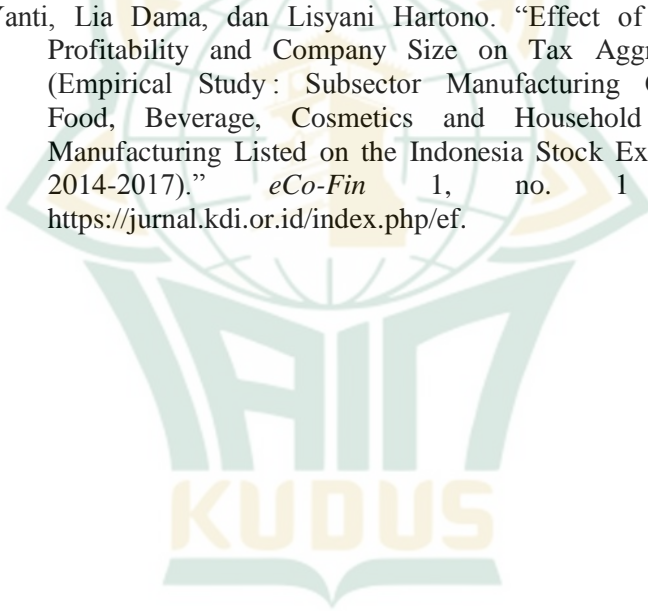 Yanti, Lia Dama, dan Lisyani Hartono. “Effect of
Profitability and Company Size on Tax
(Empirical Study : Subsector Manufacturing
Food, Beverage, Cosmetics and Household
Manufacturing Listed on the Indonesia Stock
2014-2017).” eCo-Fin 1, no. 1
https://jurnal.kdi.or.id/index.php/ef.
IAIN
KUDUS